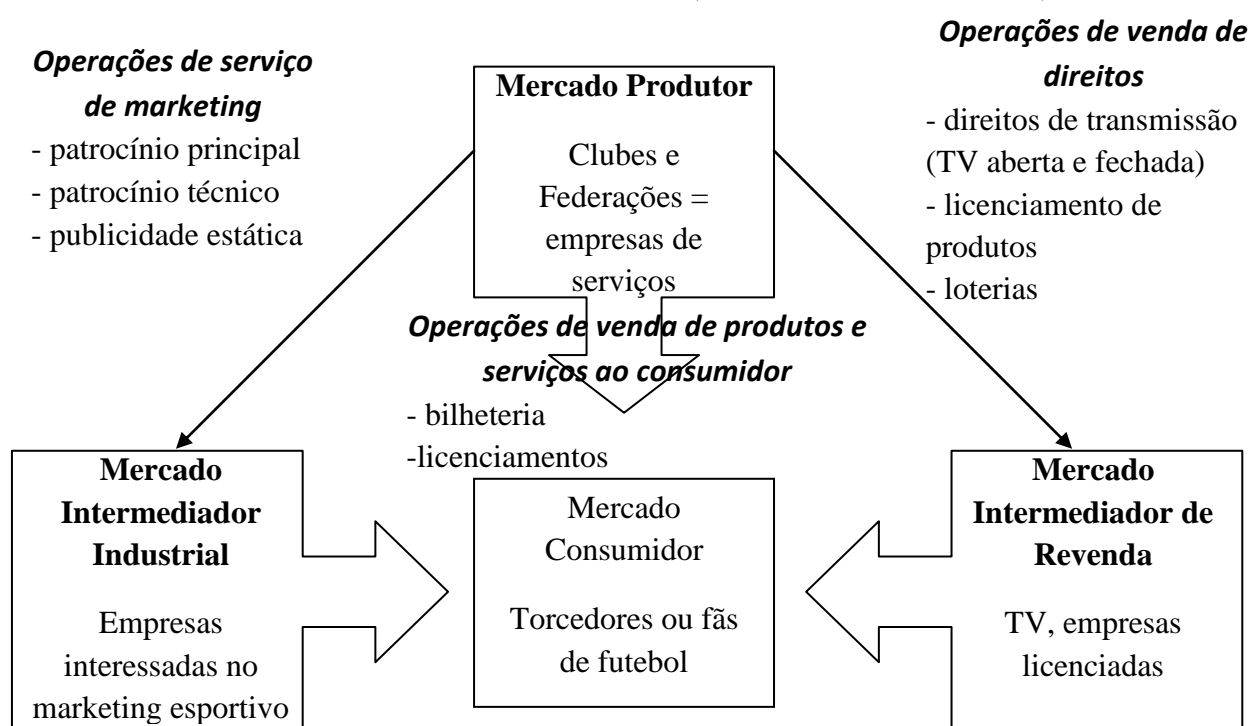 Operações de serviço
de marketing
- patrocínio principal
- patrocínio técnico
- publicidade estática
Mercado Produtor
Clubes e
Federações =
empresas de
serviços
Operações de venda de
direitos
- direitos de transmissão
(TV aberta e fechada)
- licenciamento de
produtos
- loterias
Operações de venda de produtos e
serviços ao consumidor
- bilheteria
-licenciamentos
Mercado
Intermediador
Industrial
Empresas
interessadas no
marketing esportivo
Mercado
Consumidor
Torcedores ou fãs
de futebol
Mercado
Intermediador de
Revenda
TV, empresas
licenciadas